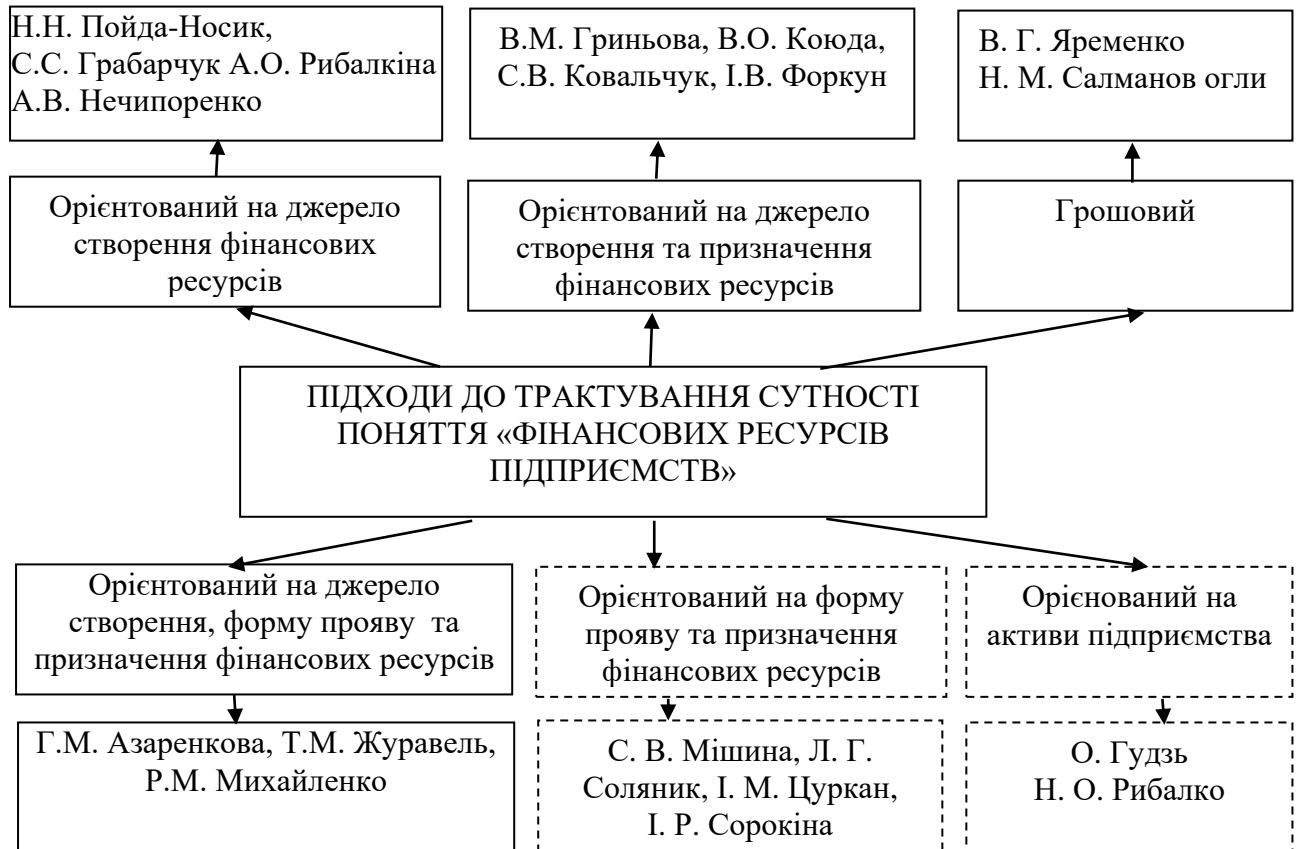 Н.Н. Пойда-Носик,
С.С. Грабарчук А.О. Рибалкіна
А.В. Нечипоренко
В.М. Гриньова, В.О. Коюда,
С.В. Ковальчук, І.В. Форкун
В. Г. Яременко
Н. М. Салманов огли
Орієнтований на джерело
створення фінансових
ресурсів
Орієнтований на джерело
створення та призначення
фінансових ресурсів
Грошовий
ПІДХОДИ ДО ТРАКТУВАННЯ СУТНОСТІ
ПОНЯТТЯ «ФІНАНСОВИХ РЕСУРСІВ
ПІДПРИЄМСТВ»
Орієнтований на джерело
створення, форму прояву та
призначення фінансових ресурсів
Орієнтований на форму
прояву та призначення
фінансових ресурсів
Орієнований на
активи підприємства
Г.М. Азаренкова, Т.М. Журавель,
Р.М. Михайленко
С. В. Мішина, Л. Г.
Соляник, І. М. Цуркан,
І. Р. Сорокіна
О. Гудзь
Н. О. Рибалко